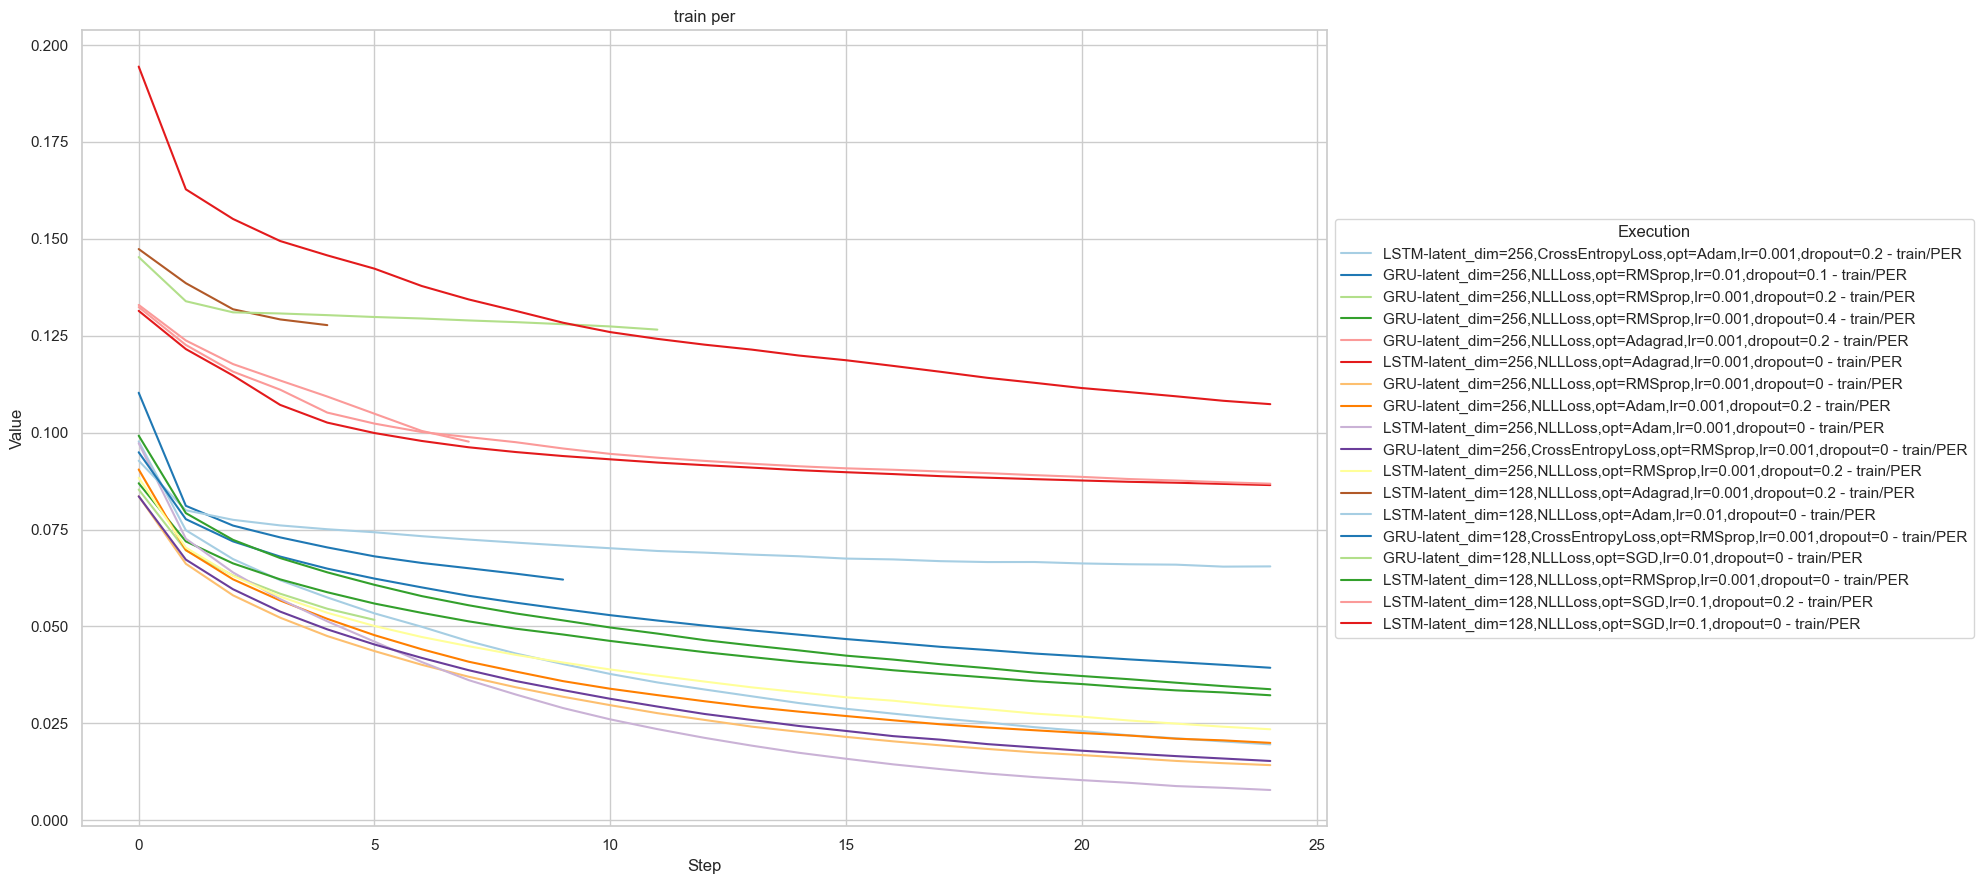 train per
0.200
0.175
0.150
0.125
0.100
0.075
0.050
0.025
0.000
Value
0
5
10
15
20
25
Step
Execution
LSTM-latent_dim=256,CrossEntropyLoss,opt=Adam,lr=0.001,dropout=0.2 - train/PER
GRU-latent_dim=256,NLLLoss,opt=RMSprop,lr=0.01,dropout=0.1 - train/PER
GRU-latent_dim=256,NLLLoss,opt=RMSprop,lr=0.001,dropout=0.2 - train/PER
GRU-latent_dim=256,NLLLoss,opt=RMSprop,lr=0.001,dropout=0.4 - train/PER
GRU-latent_dim=256,NLLLoss,opt=Adagrad,lr=0.001,dropout=0.2 - train/PER
LSTM-latent_dim=256,NLLLoss,opt=Adagrad,lr=0.001,dropout=0 - train/PER
GRU-latent_dim=256,NLLLoss,opt=RMSprop,lr=0.001,dropout=0 - train/PER
GRU-latent_dim=256,NLLLoss,opt=Adam,lr=0.001,dropout=0.2 - train/PER
LSTM-latent_dim=256,NLLLoss,opt=Adam,lr=0.001,dropout=0 - train/PER
GRU-latent_dim=256,CrossEntropyLoss,opt=RMSprop,lr=0.001,dropout=0 - train/PER
LSTM-latent_dim=256,NLLLoss,opt=RMSprop,lr=0.001,dropout=0.2 - train/PER
LSTM-latent_dim=128,NLLLoss,opt=Adagrad,lr=0.001,dropout=0.2 - train/PER
LSTM-latent_dim=128,NLLLoss,opt=Adam,lr=0.01,dropout=0 - train/PER
GRU-latent_dim=128,CrossEntropyLoss,opt=RMSprop,lr=0.001,dropout=0 - train/PER
GRU-latent_dim=128,NLLLoss,opt=SGD,lr=0.01,dropout=0 - train/PER
LSTM-latent_dim=128,NLLLoss,opt=RMSprop,lr=0.001,dropout=0 - train/PER
LSTM-latent_dim=128,NLLLoss,opt=SGD,lr=0.1,dropout=0.2 - train/PER
LSTM-latent_dim=128,NLLLoss,opt=SGD,lr=0.1,dropout=0 - train/PER